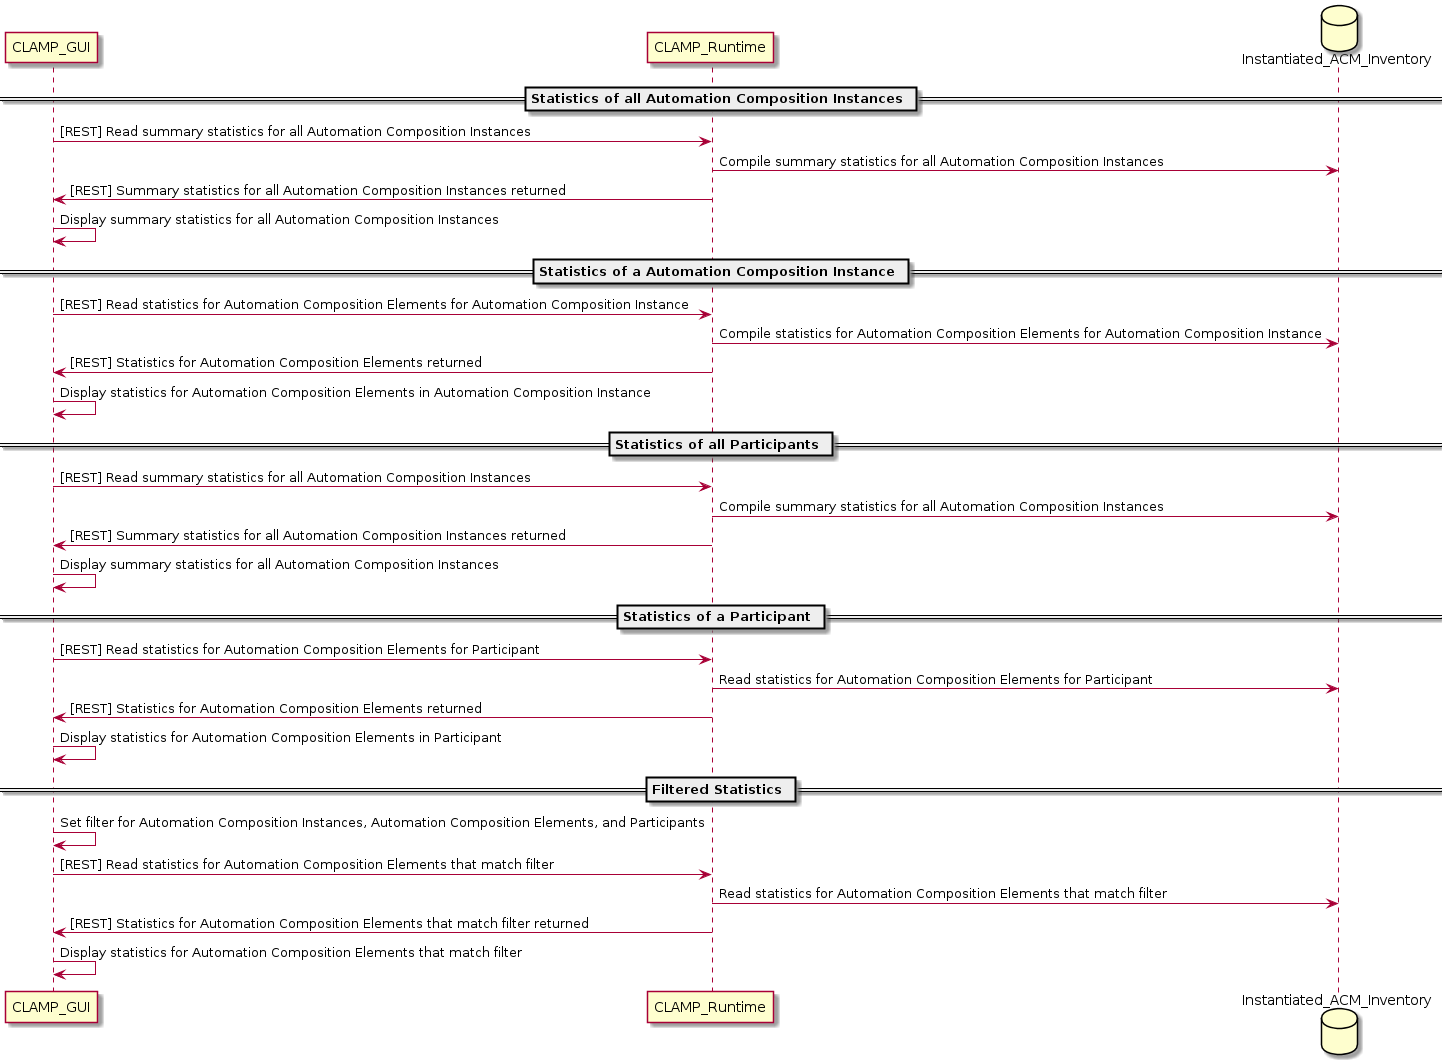 CLAMP_GUI
CLAMP_Runtime
Instantiated_ACM_Inventory
Statistics of all Automation Composition Instances
[REST] Read summary statistics for all Automation Composition Instances
Compile summary statistics for all Automation Composition Instances
[REST] Summary statistics for all Automation Composition Instances returned
Display summary statistics for all Automation Composition Instances
Statistics of a Automation Composition Instance
[REST] Read statistics for Automation Composition Elements for Automation Composition Instance
Compile statistics for Automation Composition Elements for Automation Composition Instance
[REST] Statistics for Automation Composition Elements returned
Display statistics for Automation Composition Elements in Automation Composition Instance
Statistics of all Participants
[REST] Read summary statistics for all Automation Composition Instances
Compile summary statistics for all Automation Composition Instances
[REST] Summary statistics for all Automation Composition Instances returned
Display summary statistics for all Automation Composition Instances
Statistics of a Participant
[REST] Read statistics for Automation Composition Elements for Participant
Read statistics for Automation Composition Elements for Participant
[REST] Statistics for Automation Composition Elements returned
Display statistics for Automation Composition Elements in Participant
Filtered Statistics
Set filter for Automation Composition Instances, Automation Composition Elements, and Participants
[REST] Read statistics for Automation Composition Elements that match filter
Read statistics for Automation Composition Elements that match filter
[REST] Statistics for Automation Composition Elements that match filter returned
Display statistics for Automation Composition Elements that match filter
CLAMP_GUI
CLAMP_Runtime
Instantiated_ACM_Inventory